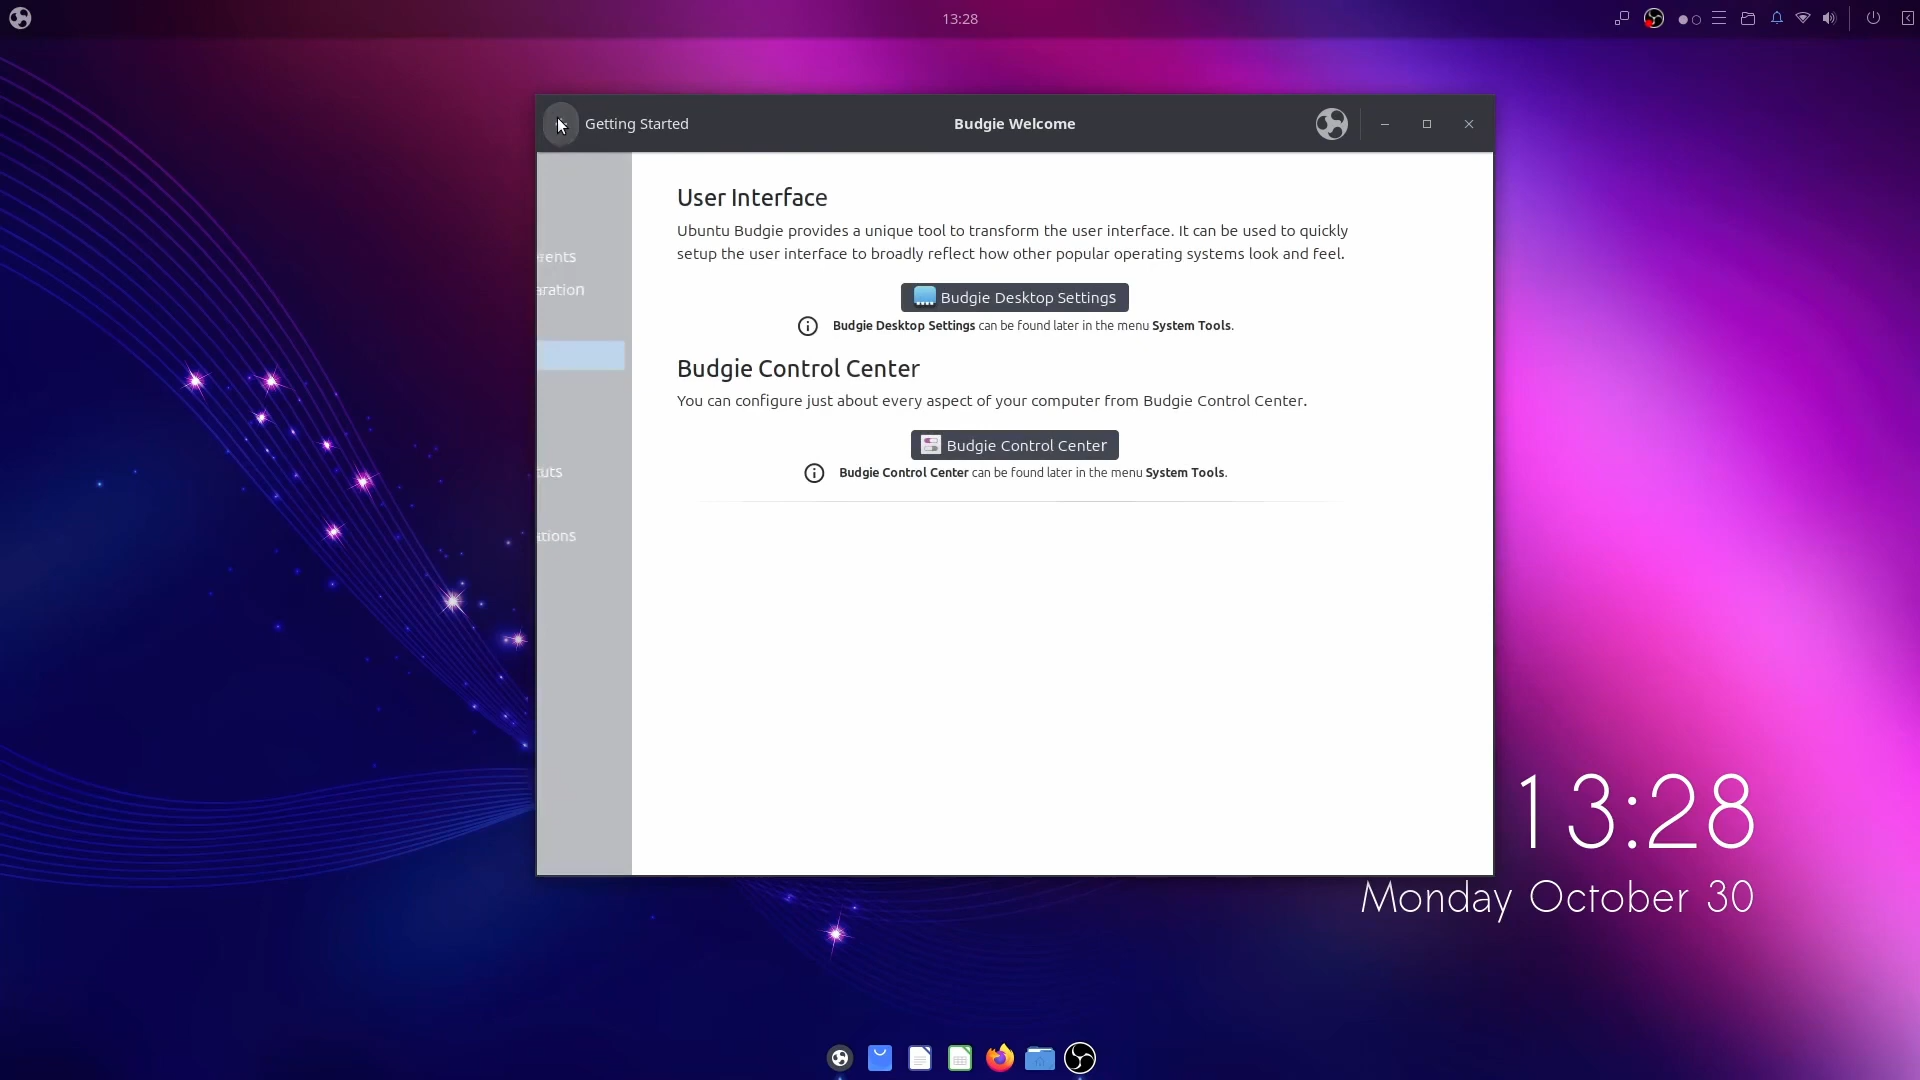 13:28
Getting Started
Budgie Welcome
User Interface
Ubuntu Budgie provides a unique tool to transform the user interface. It can be used to quickly
setup the user interface to broadly reflect how other popular operating systems look and feel.
Budgie Desktop Settings
Budgie Desktop Settings can be found later in the menu System Tools.
Budgie Control Center
You can configure just about every aspect of your computer from Budgie Control Center.
Budgie Control Center
Budgie Control Center can be found later in the menu System Tools.
13:28
Monday October 30